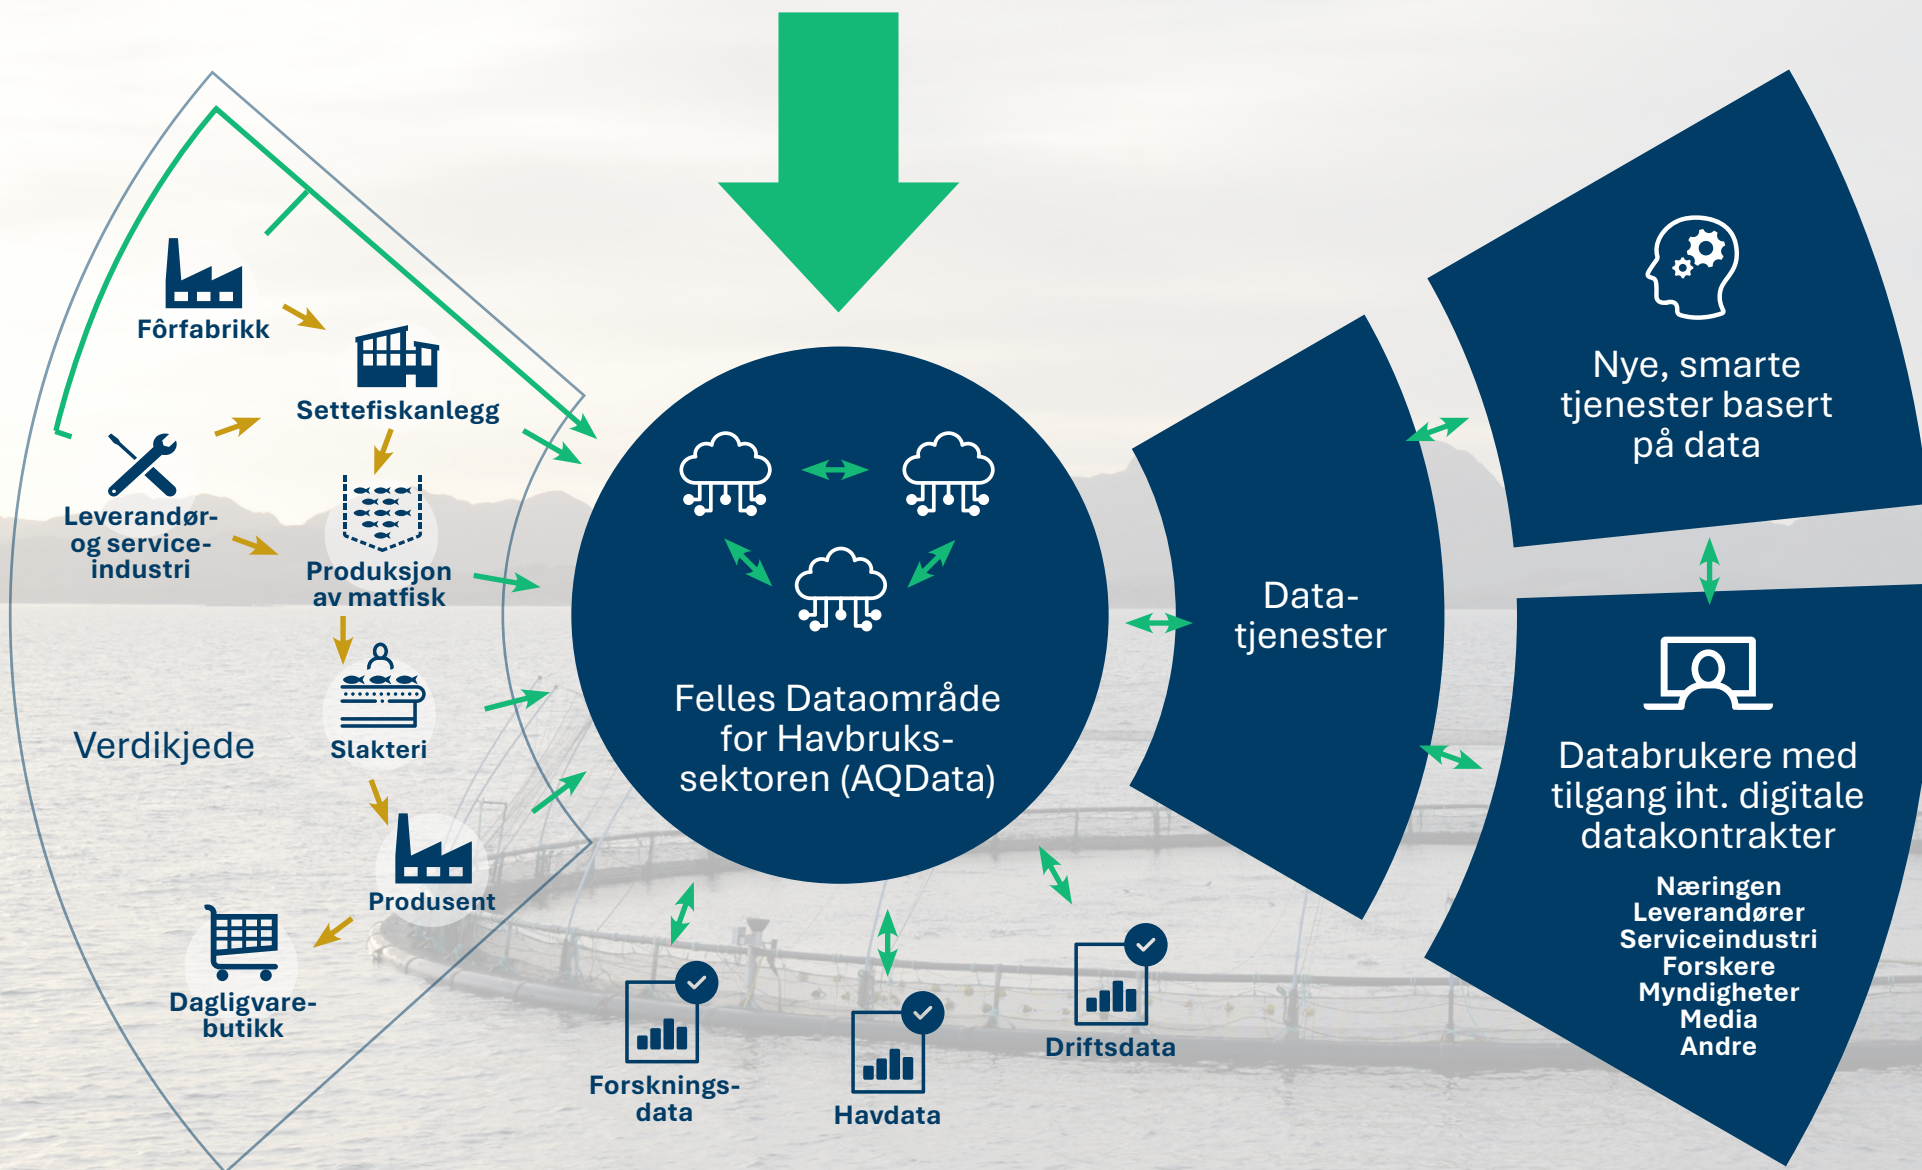 Fôrfabrikk
Settefiskanlegg
Leverandør-
og service-
industri
Produksjon
av matfisk
Slakteri
Verdikjede
Produsent
Dagligvare-
butikk
Felles Dataområde
for Havbruks-
sektoren (AQData)
Forsknings-
data
Havdata
Driftsdata
Data-
tjenester
Nye, smarte
tjenester basert
på data
Databrukere med
tilgang iht. digitale
datakontrakter
Næringen
Leverandører
Serviceindustri
Forskere
Myndigheter
Media
Andre